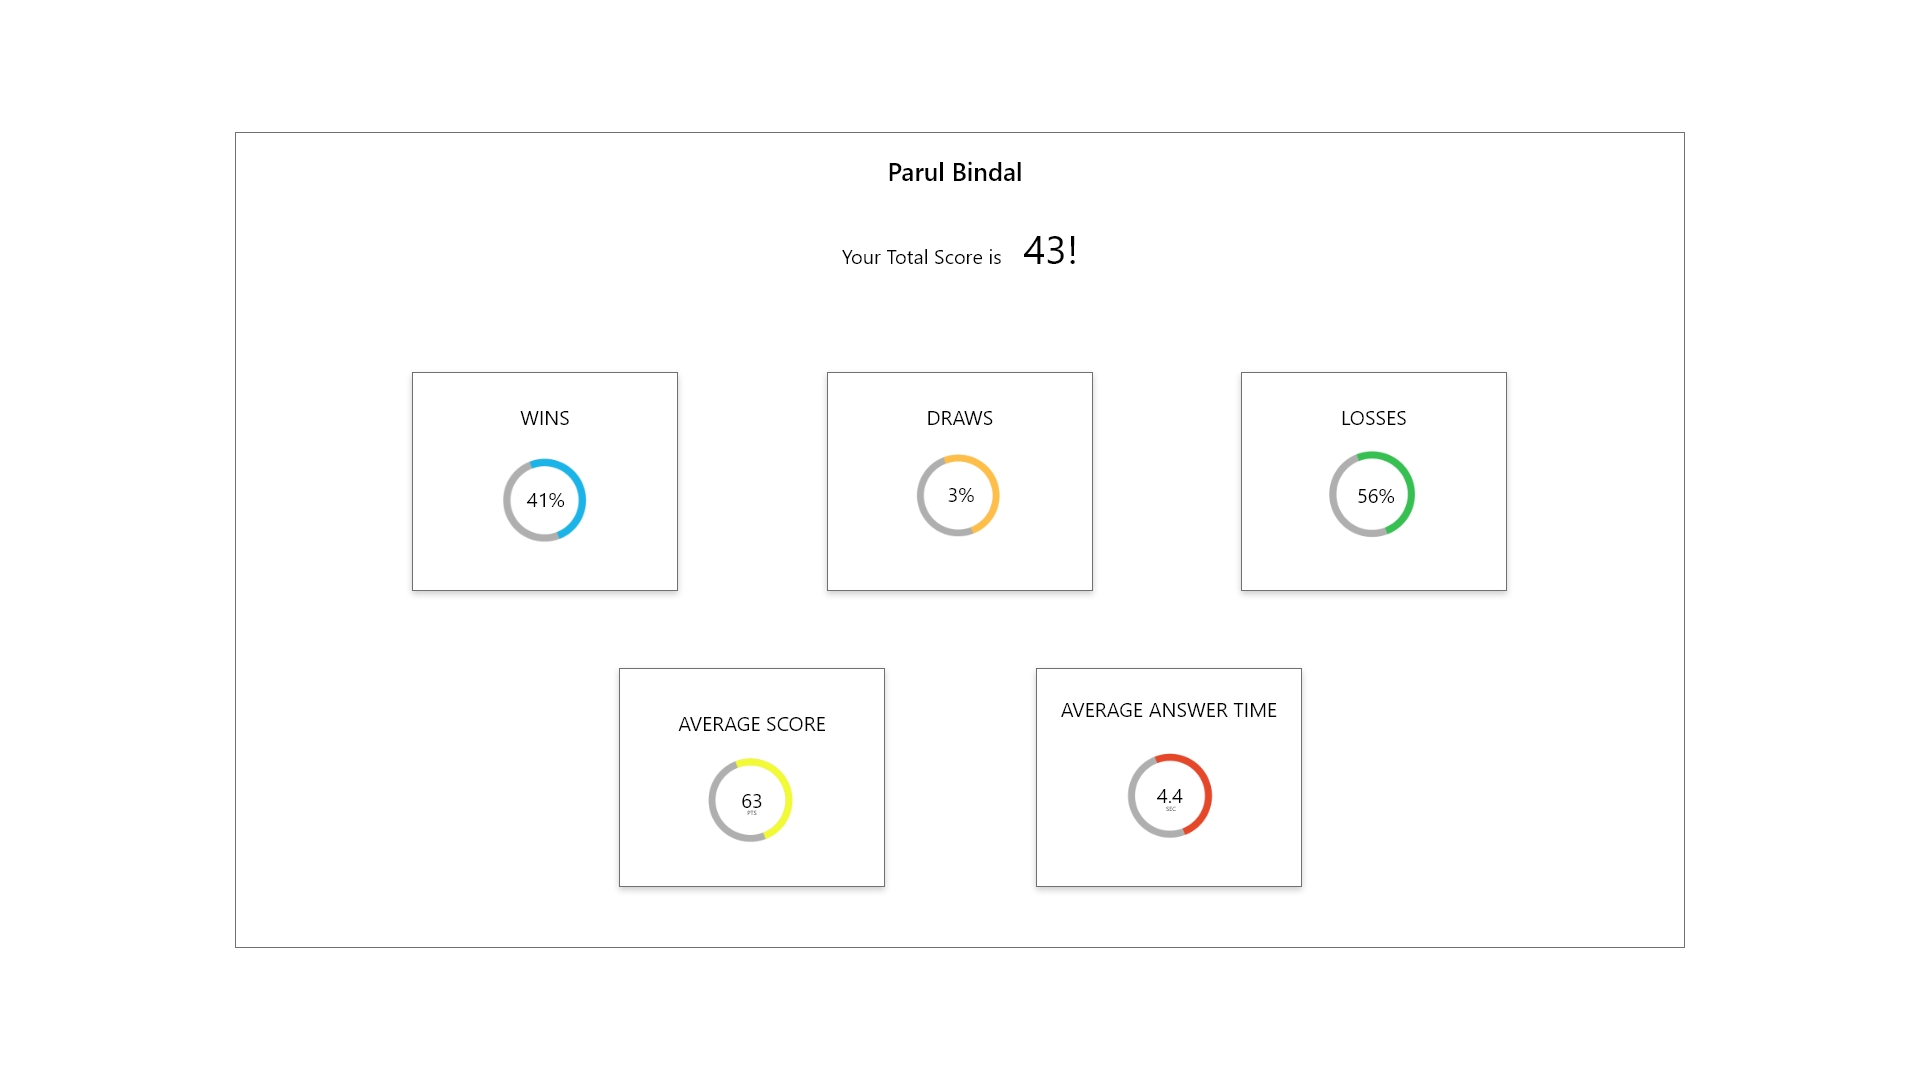 Parul Bindal
Your Total Score is 43!
WINS
41%
DRAWS
3%
LOSSES
56%
AVERAGE SCORE
63
PTS
AVERAGE ANSWER TIME
4.4
SEC